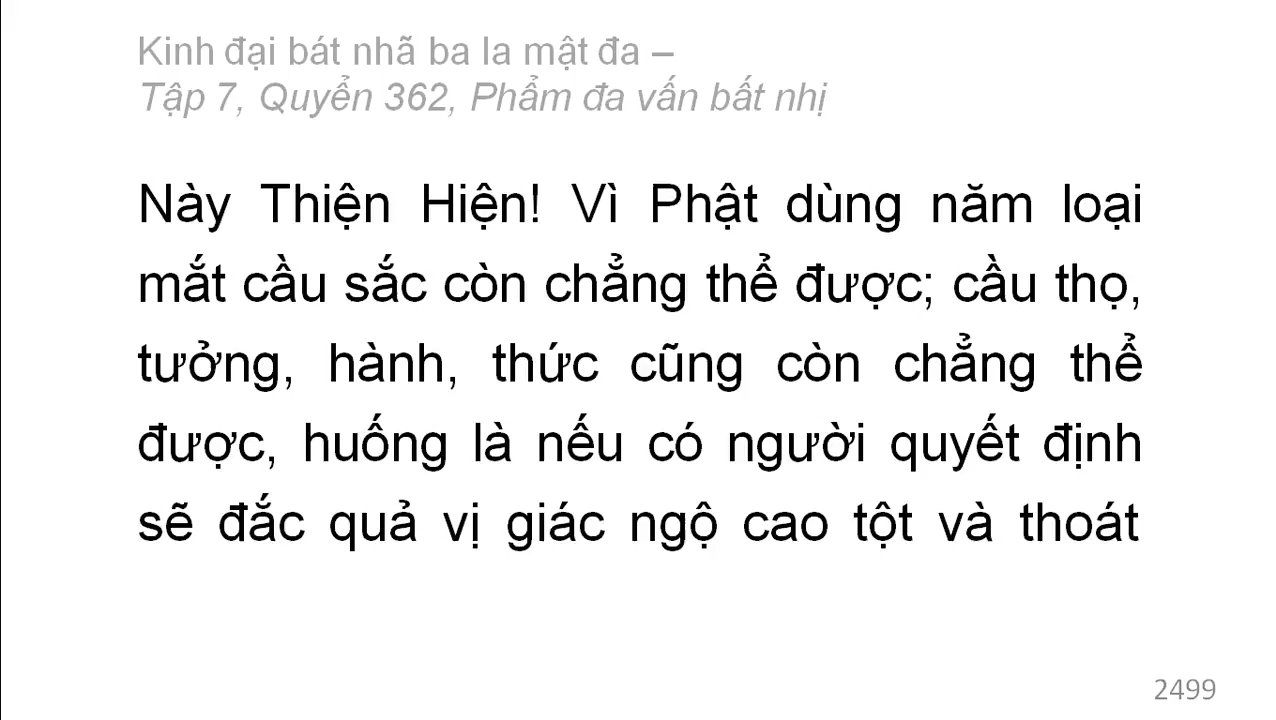 Kinh đại bát nhã ba la mật đa –
Tập 7, Quyển 362, Phẩm đa vấn bất nhị
Này Thiện Hiện! Vì Phật dùng năm loại
mắt cầu sắc còn chẳng thể được; cầu thọ,
tưởng, hành, thức cũng còn chẳng thể
được, huống là nếu có người quyết định
sẽ đắc quả vị giác ngộ cao tột và thoát
2499